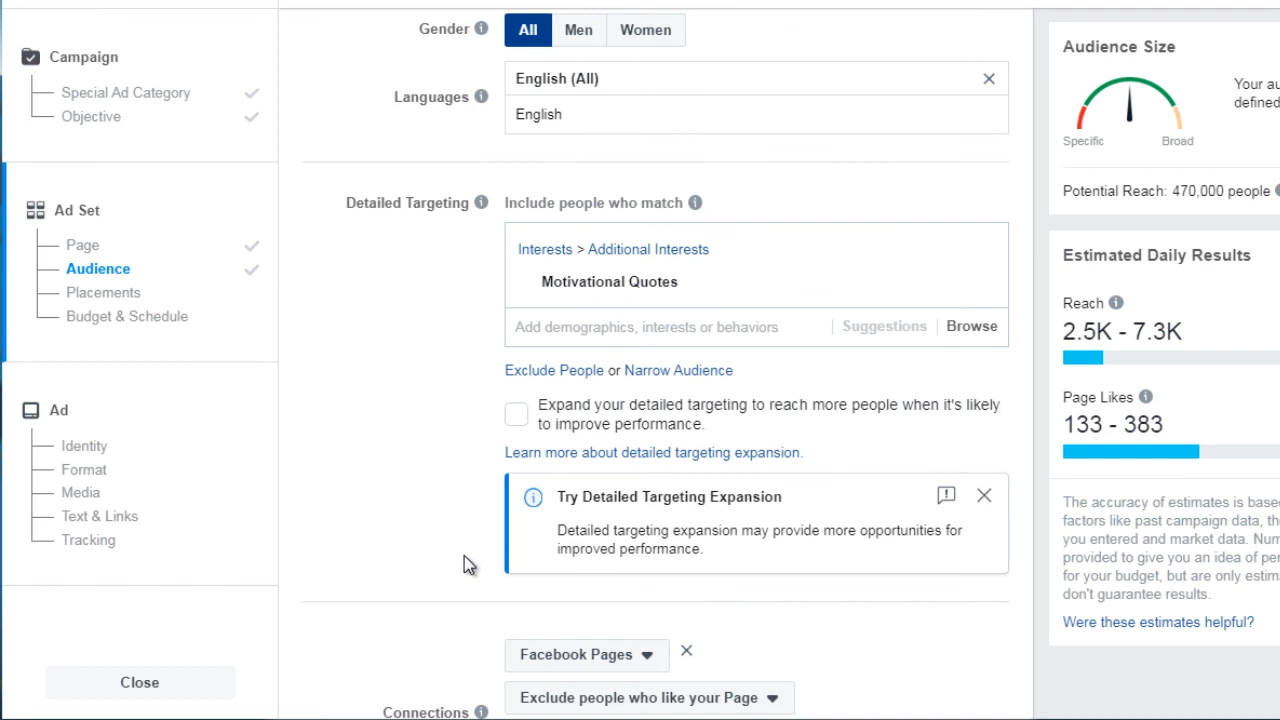 Campaign
Special Ad Category
Objective
Ad Set
Page
Audience
Placements
Budget & Schedule
Ad
Identity
Format
Media
Text & Links
Tracking
Close
Gender
All
Men
Women
Languages
English (All)
English
Detailed Targeting
Include people who match
Interests > Additional Interests
Motivational Quotes
Add demographics, interests or behaviors
Suggestions
Browse
Exclude People or Narrow Audience
Expand your detailed targeting to reach more people when it's likely
to improve performance.
Learn more about detailed targeting expansion.
Try Detailed Targeting Expansion
Detailed targeting expansion may provide more opportunities for
improved performance.
Facebook Pages
Exclude people who like your Page
Connections
Audience Size
Your au
defined
Specific
Broad
Potential Reach: 470,000 people
Estimated Daily Results
Reach
2.5K - 7.3K
Page Likes
133 - 383
The accuracy of estimates is base
factors like past campaign data, the
you entered and market data. Num
provided to give you an idea of per
for your budget, but are only estim
don't guarantee results.
Were these estimates helpful?